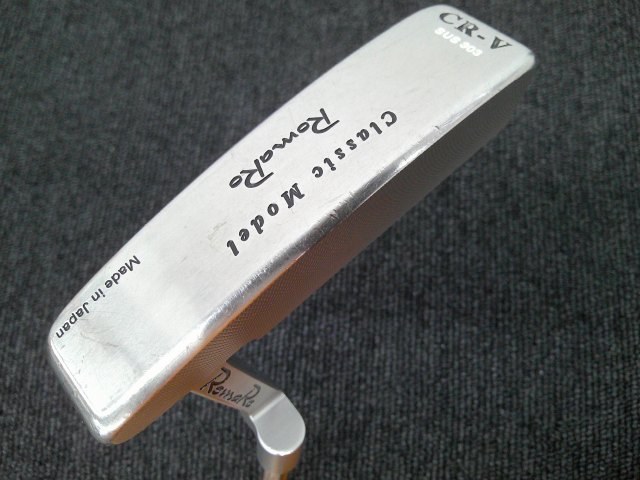 CR-V
SUS 303
Classic Model
RomaRo
Made in Japan
RomaRo